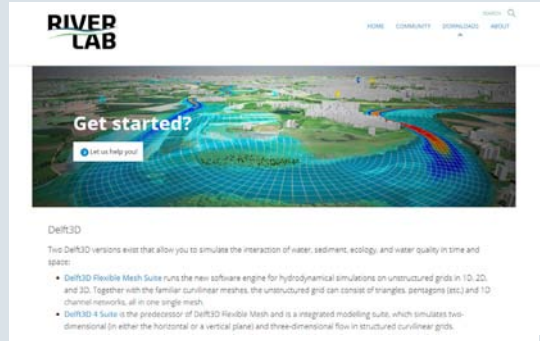 RIVER
LAB
SEARCH
HOME COMMUNITY DOWNLOADS ABOUT
Get started?
Let us help you!
Delft3D
Two Delft3D versions exist that allow you to simulate the interaction of water, sediment, ecology, and water quality in time and
space:
Delft3D Flexible Mesh Suite runs the new software engine for hydrodynamical simulations on unstructured grids in 1D, 2D,
and 3D. Together with the familiar curvilinear meshes, the unstructured grid can consist of triangles, pentagons (etc.) and 1D
channel networks, all in one single mesh.
Delft3D 4 Suite is the predecessor of Delft3D Flexible Mesh and is a integrated modelling suite, which simulates two-
dimensional (in either the horizontal or a vertical plane) and three-dimensional flow in structured curvilinear grids.